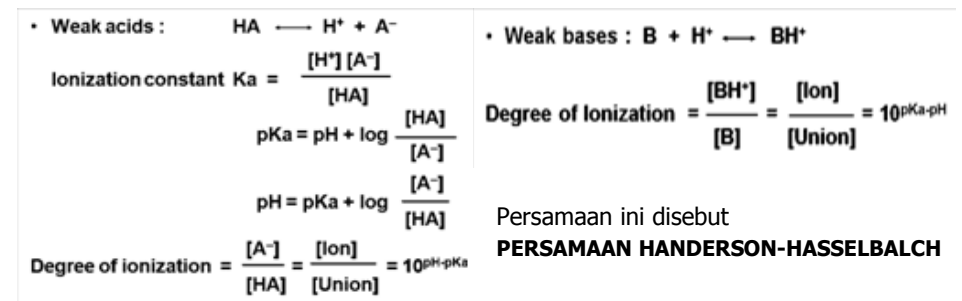 • Weak acids : HA ⟵ H⁺ + A⁻
Ionization constant Ka = [H⁺] [A⁻] / [HA]
pKa = pH + log [HA] / [A⁻]
pH = pKa + log [A⁻] / [HA]
Degree of ionization = [A⁻] / [HA] = [Ion] / [Union] = 10^pH-pKa
• Weak bases : B + H⁺ ⟵ BH⁺
Degree of Ionization = [BH⁺] / [B] = [Ion] / [Union] = 10^pKa-pH
Persamaan ini disebut
PERSAMAAN HANDERSON-HASSELBALCH